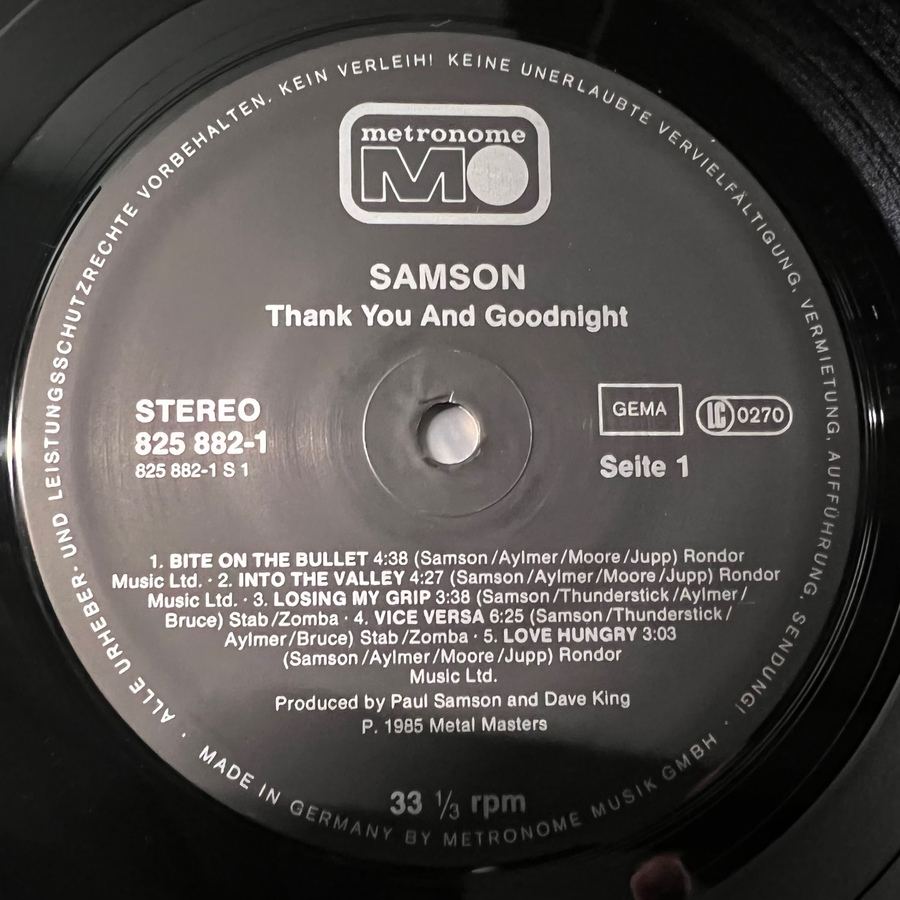 ALLE URHEBER- UND LEISTUNGSSCHUTZRECHTE VORBEHALTEN. KEIN VERLEIH! KEINE UNERLAUBTE VERVIELFÄLTIGUNG, VERMIETUNG, AUFFÜHRUNG, SENDUNG!
metronome
MO
SAMSON
Thank You And Goodnight
STEREO
825 882-1
825 882-1 S 1
GEMA
LC 0270
Seite 1
1. BITE ON THE BULLET 4:38 (Samson/Aylmer/Moore/Jupp) Rondor
Music Ltd. · 2. INTO THE VALLEY 4:27 (Samson/Aylmer/Moore/Jupp) Rondor
Music Ltd. · 3. LOSING MY GRIP 3:38 (Samson/Thunderstick/Aylmer/
Bruce) Stab/Zomba · 4. VICE VERSA 6:25 (Samson/Thunderstick/
Aylmer/Bruce) Stab/Zomba · 5. LOVE HUNGRY 3:03
(Samson/Aylmer/Moore/Jupp) Rondor
Music Ltd.
Produced by Paul Samson and Dave King
P. 1985 Metal Masters
33 1/3 rpm
· MADE IN GERMANY BY METRONOME MUSIK GMBH ·